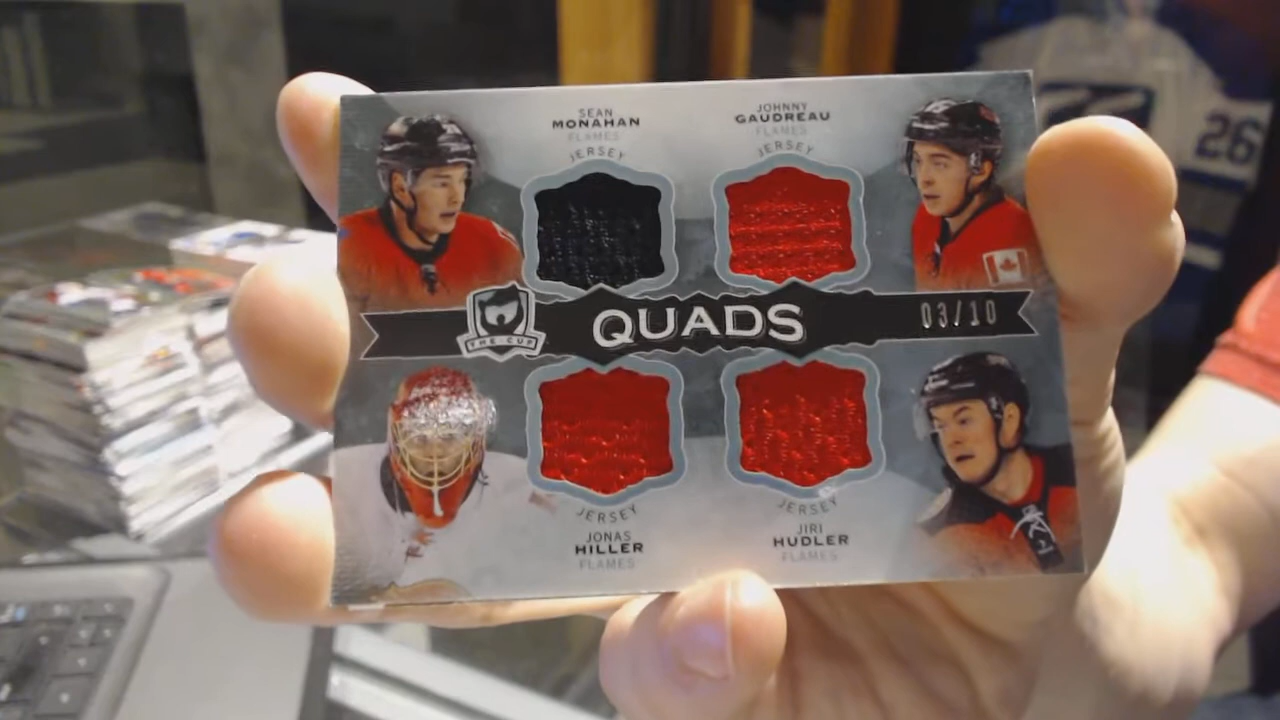 SEAN
MONAHAN
FLAMES
JERSEY
JOHNNY
GAUDREAU
FLAMES
JERSEY
THE CUP
QUADS
03/10
JERSEY
JONAS
HILLER
FLAMES
JERSEY
JIRI
HUDLER
FLAMES
26